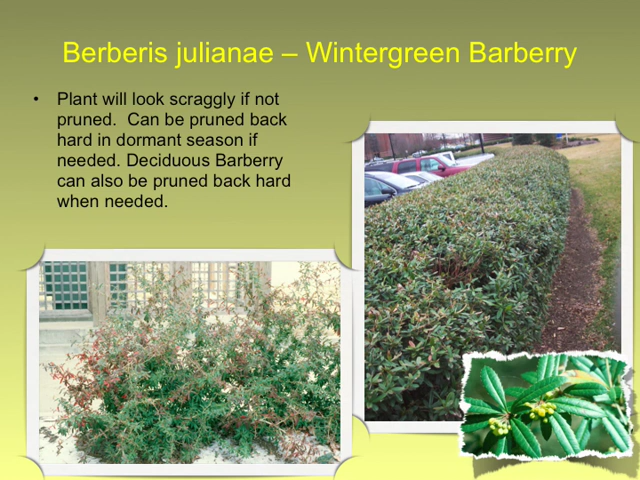 Berberis julianae – Wintergreen Barberry
• Plant will look scraggly if not
pruned.  Can be pruned back
hard in dormant season if
needed. Deciduous Barberry
can also be pruned back hard
when needed.